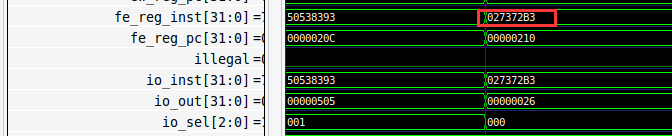 fe_reg_inst[31:0] = 50538393 027372B3
fe_reg_pc[31:0] = 0000020C 00000210
illegal =
io_inst[31:0] = 50538393 027372B3
io_out[31:0] = 00000505 00000026
io_sel[2:0] = 001 000